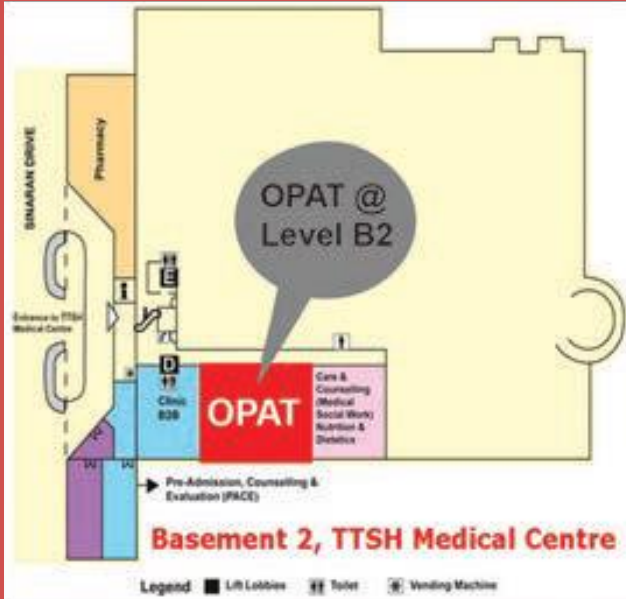 SINARAN DRIVE
Pharmacy
OPAT @
Level B2
E
Entrance to TTSH
Medical Centre
D
Clinic
B2B
OPAT
Care &
Counselling
(Medical
Social Work)
Nutrition &
Dietetics
Pre-Admission, Counselling &
Evaluation (PACE)
Basement 2, TTSH Medical Centre
Legend Lift Lobbies Toilet Vending Machine